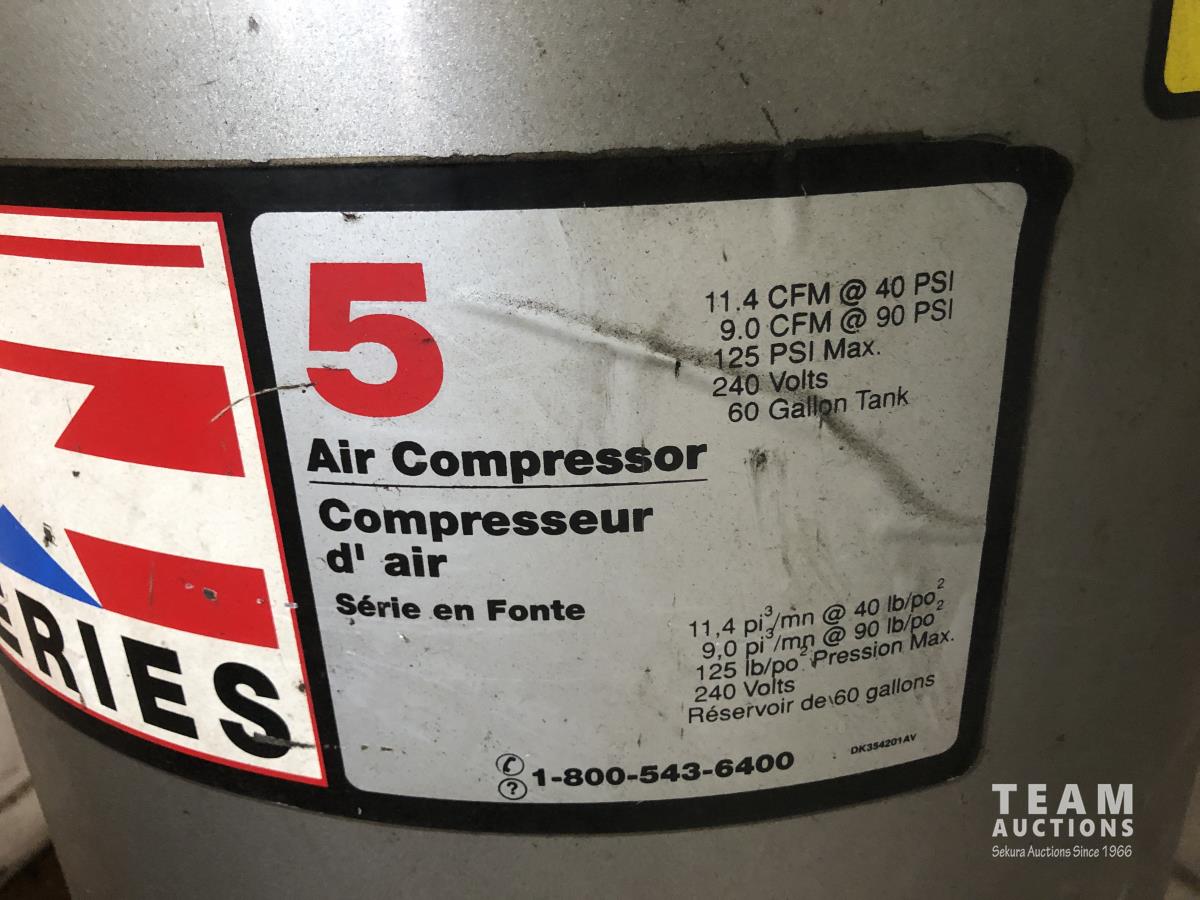 ERIES
5
Air Compressor
Compresseur
d' air
Série en Fonte
11.4 CFM @ 40 PSI
9.0 CFM @ 90 PSI
125 PSI Max.
240 Volts
60 Gallon Tank
11,4 pi³/mn @ 40 lb/po²
9,0 pi³/mn @ 90 lb/po²
125 lb/po² Pression Max.
240 Volts
Réservoir de 60 gallons
1-800-543-6400
DK354201AV
TEAM
AUCTIONS
Sekura Auctions Since 1966